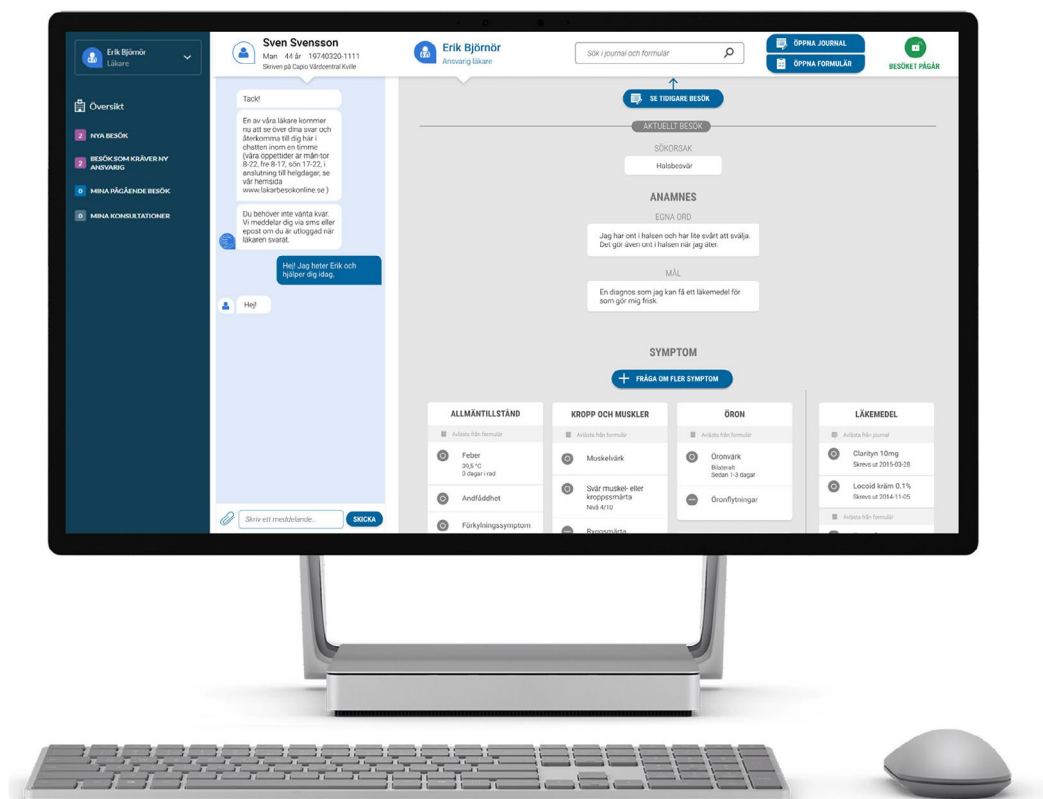 Erik Björnör
Läkare
Översikt
2 NYA BESÖK
2 BESÖK SOM KRÄVER NY
ANSVARIG
0 MINA PÅGÅENDE BESÖK
0 MINA KONSULTATIONER
Sven Svensson
Man 44 år 19740320-1111
Skriven på Capio Vårdcentral Kville
Tack!
En av våra läkare kommer
nu att se över dina svar och
återkomma till dig här i
chatten inom en timme
(våra öppettider är mån-tor
8-22, fre 8-17, sön 17-22, i
anslutning till helgdagar, se
vår hemsida
www.lakarbesokonline.se )
Du behöver inte vänta kvar.
Vi meddelar dig via sms eller
epost om du är utloggad när
läkaren svarat.
Hej! Jag heter Erik och
hjälper dig idag.
Hej!
Skriv ett meddelande...
SKICKA
Erik Björnör
Ansvarig läkare
Sök i journal och formulär
ÖPPNA JOURNAL
ÖPPNA FORMULÄR
BESÖKET PÅGÅR
SE TIDIGARE BESÖK
AKTUELLT BESÖK
SÖKORSAK
Halsbesvär
ANAMNES
EGNA ORD
Jag har ont i halsen och har lite svårt att svälja.
Det gör även ont i halsen när jag äter.
MÅL
En diagnos som jag kan få ett läkemedel för
som gör mig frisk.
SYMPTOM
FRÅGA OM FLER SYMPTOM
ALLMÄNTILLSTÅND
Avlästa från formulär
Feber
39,5 °C
3 dagar i rad
Andfåddhet
Förkylningssymptom
KROPP OCH MUSKLER
Avlästa från formulär
Muskelvärk
Svår muskel- eller
kroppssmärta
Nivå 4/10
Ryggsmärta
ÖRON
Avlästa från formulär
Öronvärk
Bilateralt
Sedan 1-3 dagar
Öronflytningar
LÄKEMEDEL
Avlästa från journal
Clarityn 10mg
Skrevs ut 2015-03-28
Locoid kräm 0.1%
Skrevs ut 2014-11-05
Avlästa från formulär